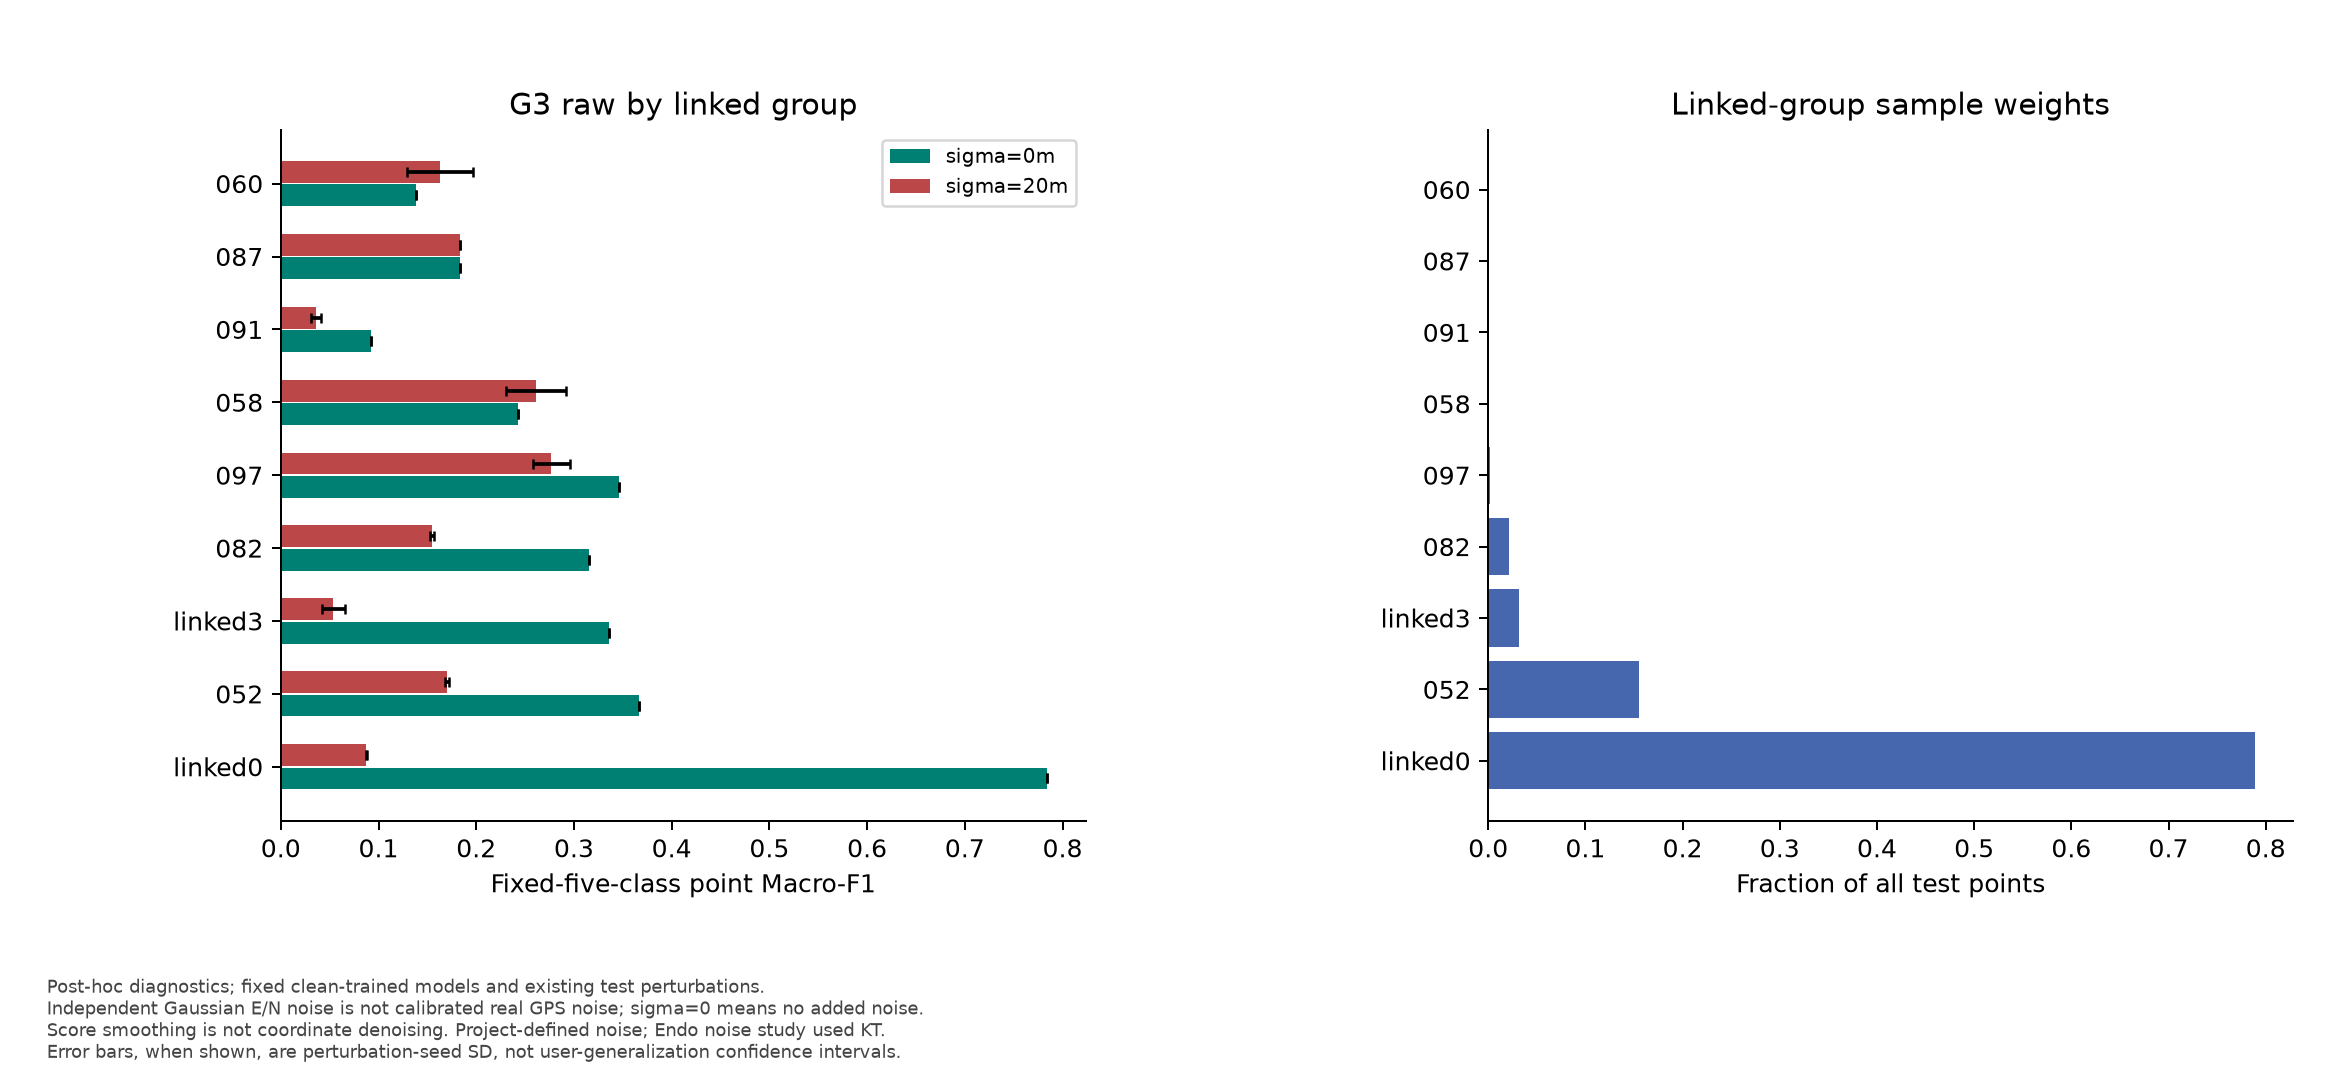 G3 raw by linked group
sigma=0m
sigma=20m
060
087
091
058
097
082
linked3
052
linked0
0.0 0.1 0.2 0.3 0.4 0.5 0.6 0.7 0.8
Fixed-five-class point Macro-F1
Linked-group sample weights
060
087
091
058
097
082
linked3
052
linked0
0.0 0.1 0.2 0.3 0.4 0.5 0.6 0.7 0.8
Fraction of all test points
Post-hoc diagnostics; fixed clean-trained models and existing test perturbations.
Independent Gaussian E/N noise is not calibrated real GPS noise; sigma=0 means no added noise.
Score smoothing is not coordinate denoising. Project-defined noise; Endo noise study used KT.
Error bars, when shown, are perturbation-seed SD, not user-generalization confidence intervals.